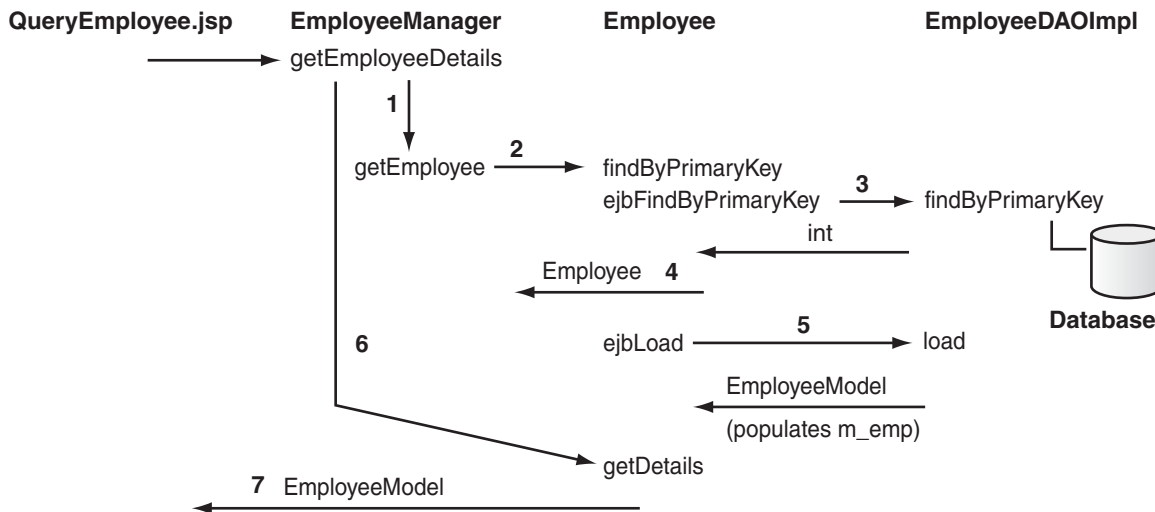 QueryEmployee.jsp EmployeeManager Employee EmployeeDAOImpl
getEmployeeDetails
1
getEmployee 2 findByPrimaryKey
ejbFindByPrimaryKey 3 findByPrimaryKey
int
Employee 4
Database
6 ejbLoad 5 load
EmployeeModel
(populates m_emp)
getDetails
7 EmployeeModel